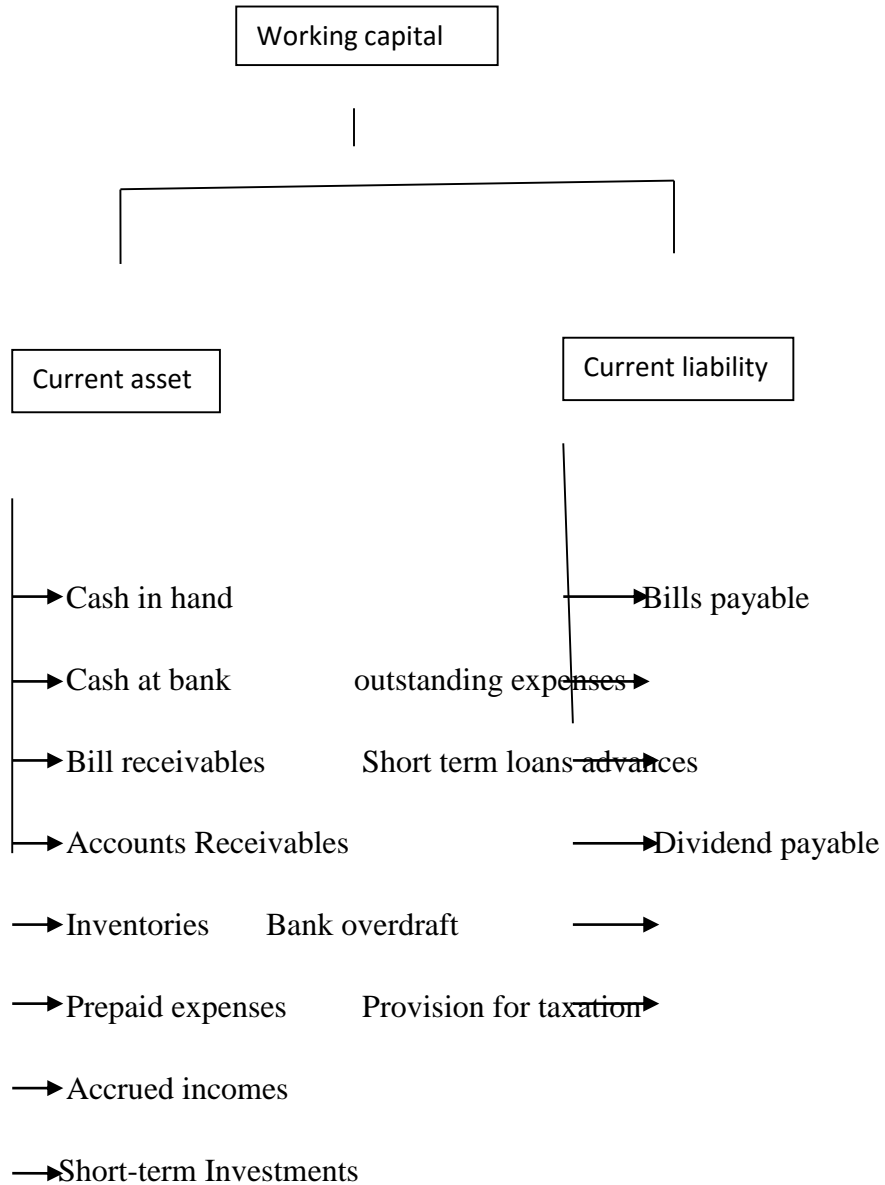 Working capital
Current asset
Current liability
Cash in hand
Bills payable
Cash at bank
outstanding expenses
Bill receivables
Short term loans advances
Accounts Receivables
Dividend payable
Inventories
Bank overdraft
Prepaid expenses
Provision for taxation
Accrued incomes
Short-term Investments